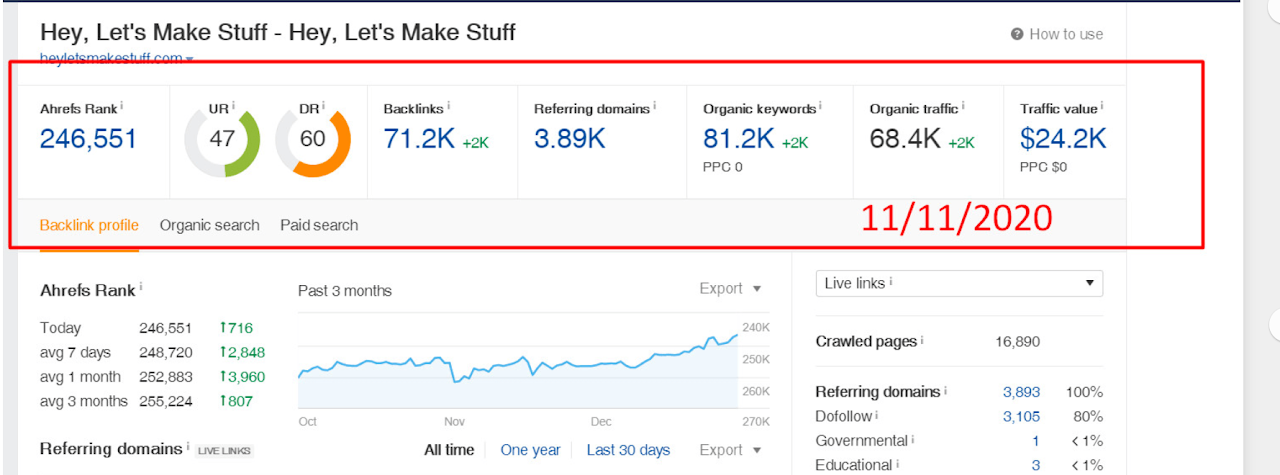 Hey, Let's Make Stuff - Hey, Let's Make Stuff
How to use
heyletsmakestuff.com
Ahrefs Rank UR DR Backlinks Referring domains Organic keywords Organic traffic Traffic value
246,551 47 60 71.2K +2K 3.89K 81.2K +2K 68.4K +2K $24.2K
PPC 0 PPC $0
11/11/2020
Backlink profile Organic search Paid search
Ahrefs Rank Past 3 months Export
Today 246,551 ↑716
avg 7 days 248,720 ↑2,848
avg 1 month 252,883 ↑3,960
avg 3 months 255,224 ↑807
240K
250K
260K
270K
Oct Nov Dec
Referring domains LIVE LINKS All time One year Last 30 days Export
Live links
Crawled pages 16,890
Referring domains 3,893 100%
Dofollow 3,105 80%
Governmental 1 <1%
Educational 3 <1%